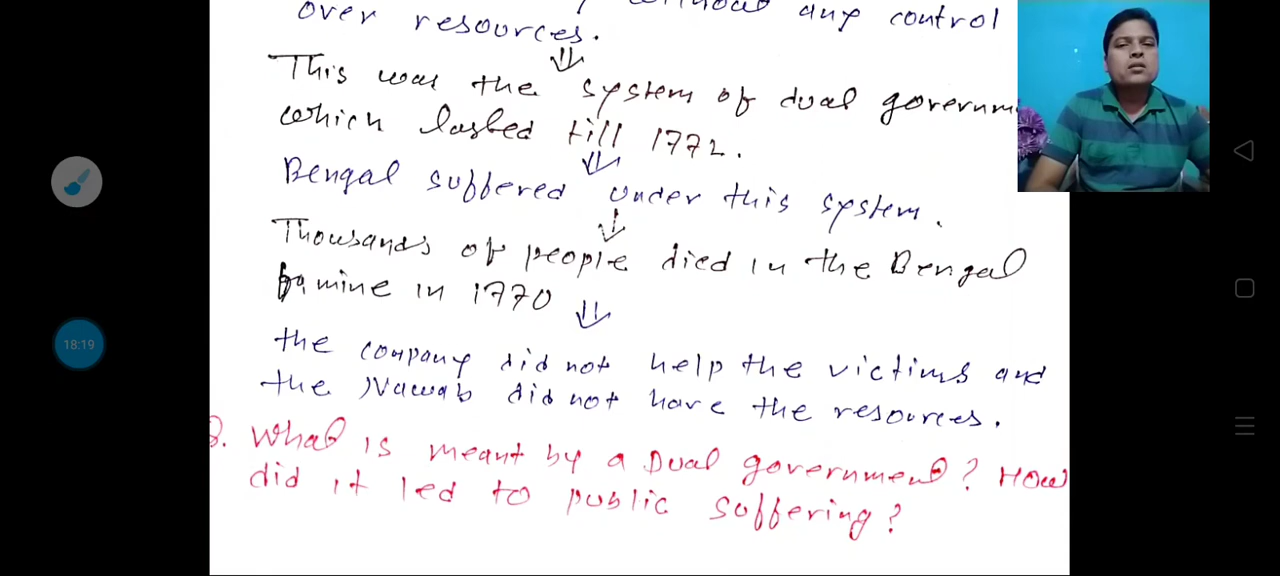 over resources.
any control
This was the system of dual governm
which lasted till 1772.
Bengal suffered under this system.
Thousands of people died in the Bengal
famine in 1770
the company did not help the victims and
the Nawab did not have the resources.
What is meant by a Dual government? How
did it led to public suffering?
18:19